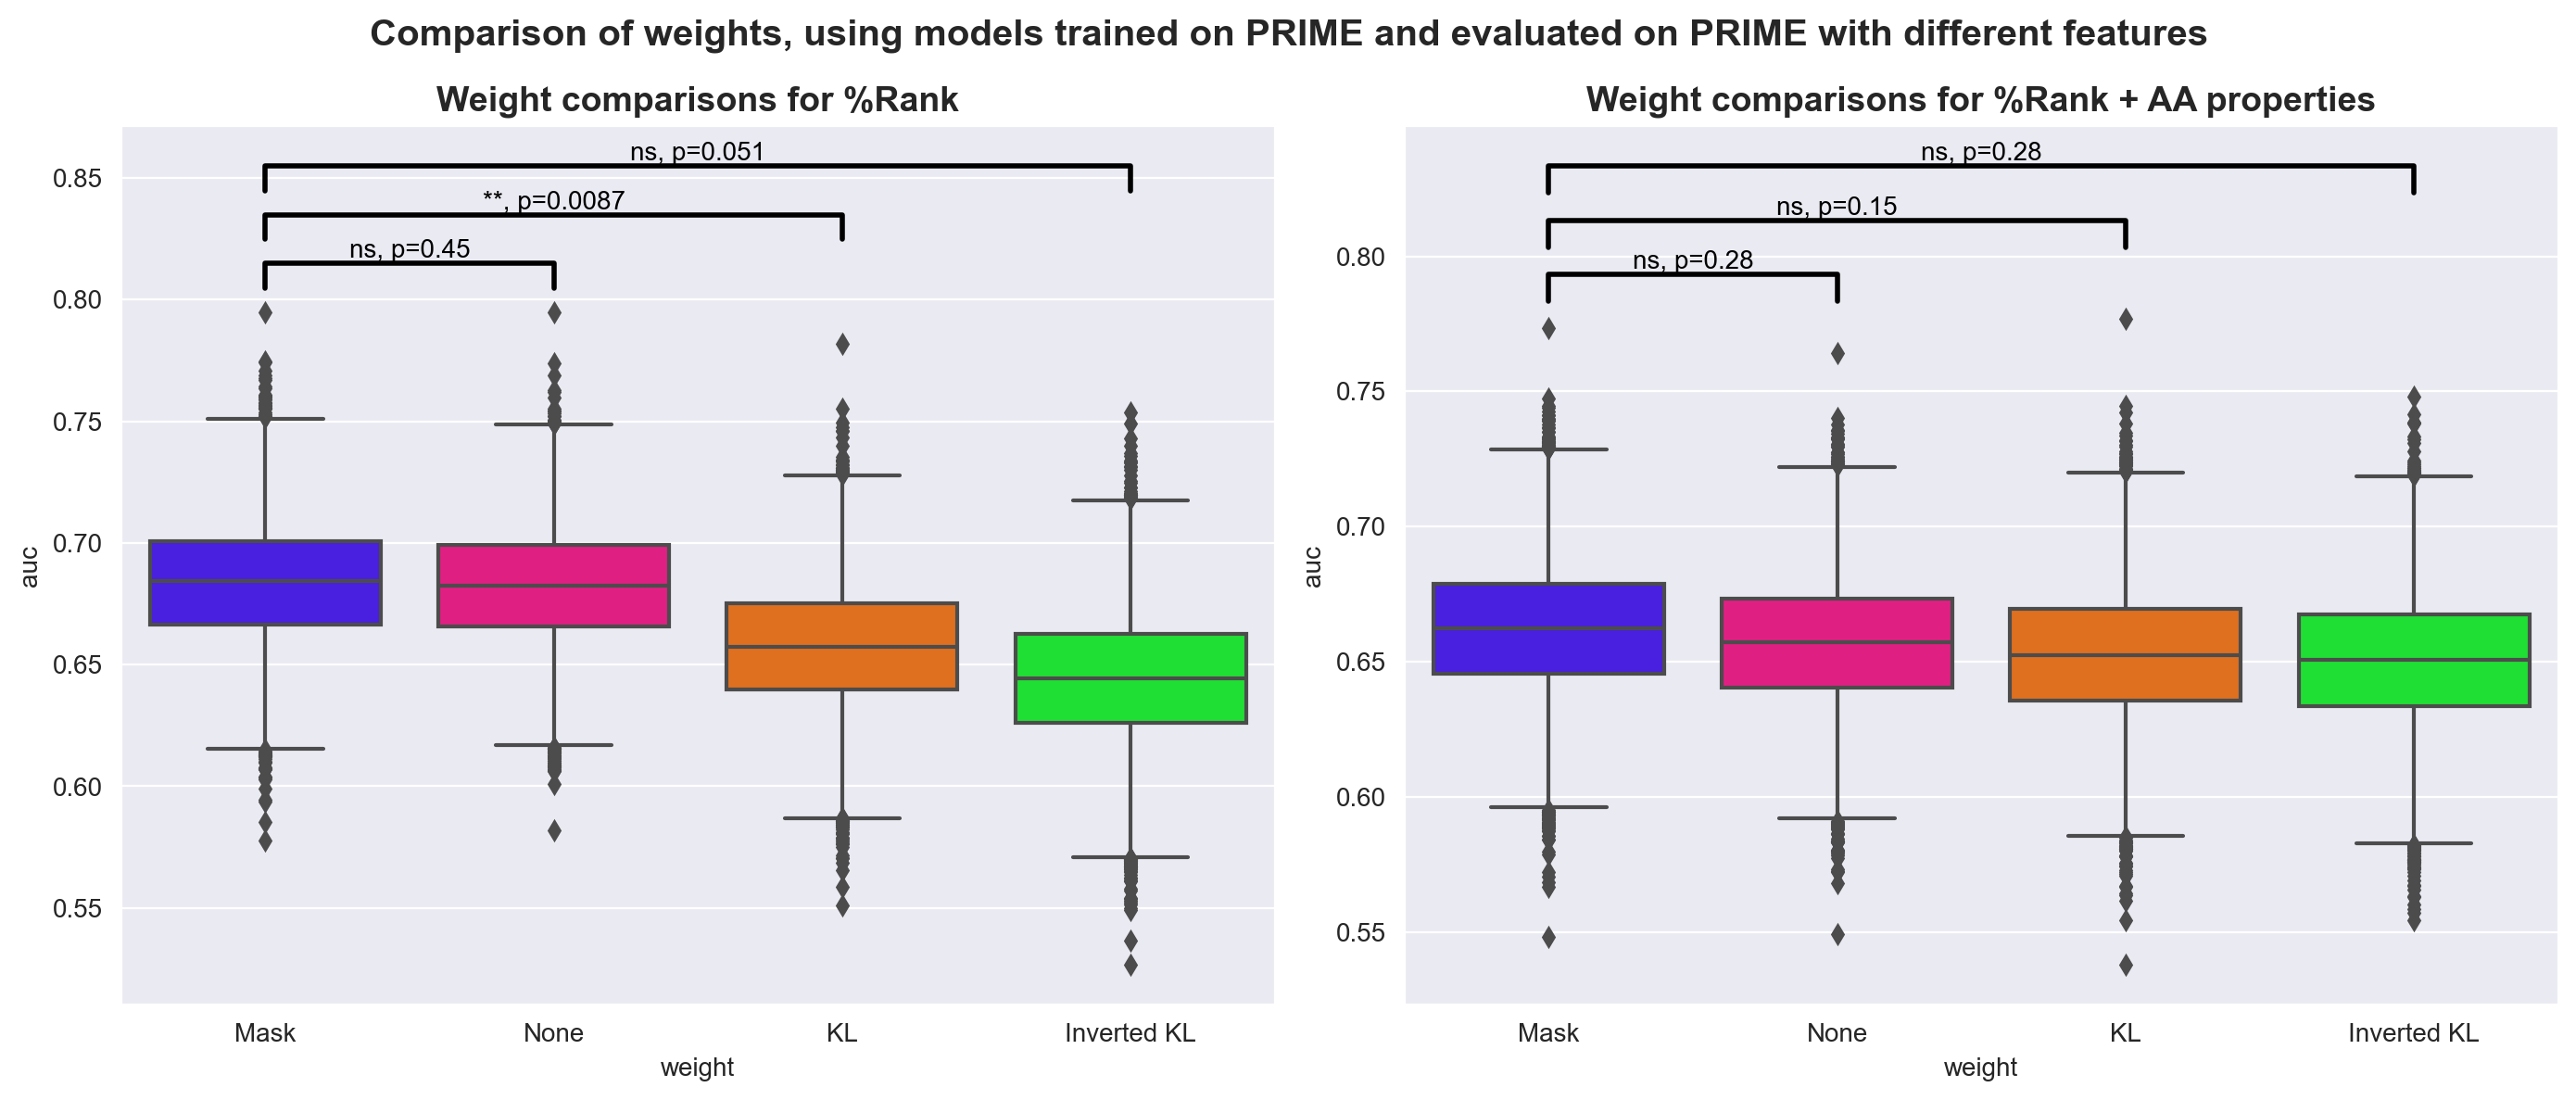 Comparison of weights, using models trained on PRIME and evaluated on PRIME with different features
Weight comparisons for %Rank
ns, p=0.051
**, p=0.0087
ns, p=0.45
0.85
0.80
0.75
0.70
0.65
0.60
0.55
auc
Mask
None
KL
Inverted KL
weight
Weight comparisons for %Rank + AA properties
ns, p=0.28
ns, p=0.15
ns, p=0.28
0.80
0.75
0.70
0.65
0.60
0.55
auc
Mask
None
KL
Inverted KL
weight